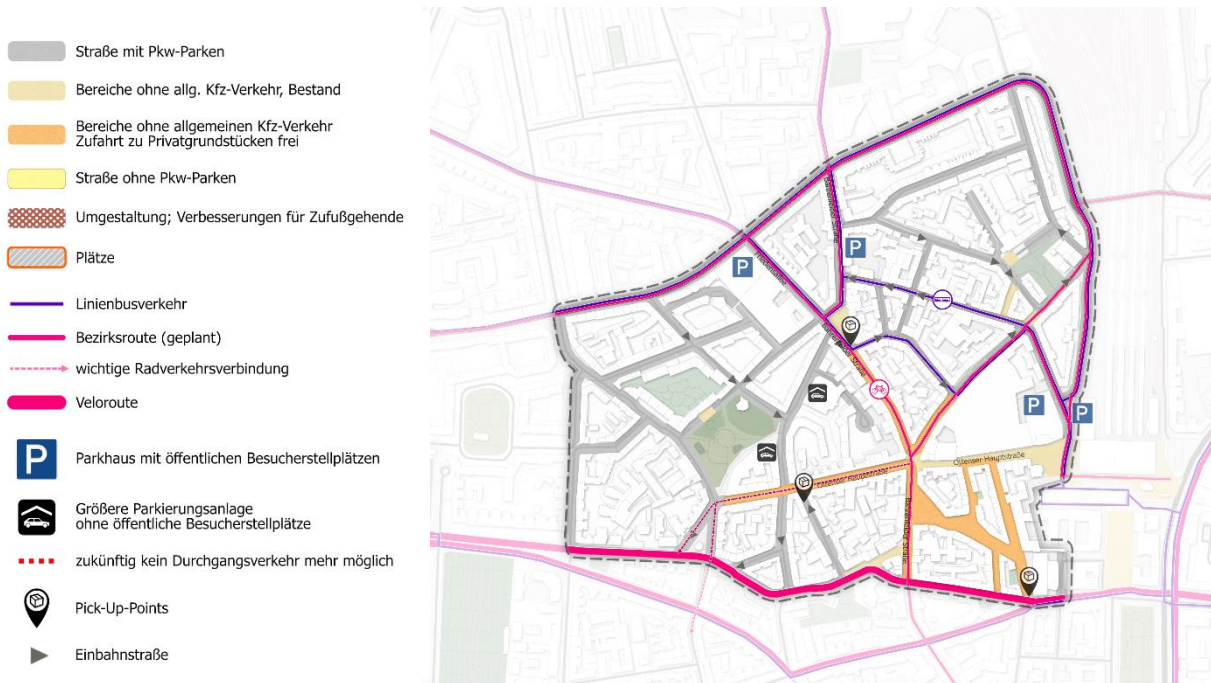 Straße mit Pkw-Parken
Bereiche ohne allg. Kfz-Verkehr, Bestand
Bereiche ohne allgemeinen Kfz-Verkehr
Zufahrt zu Privatgrundstücken frei
Straße ohne Pkw-Parken
Umgestaltung; Verbesserungen für Zufußgehende
Plätze
Linienbusverkehr
Bezirksroute (geplant)
wichtige Radverkehrsverbindung
Veloroute
P
Parkhaus mit öffentlichen Besucherstellplätzen
Größere Parkierungsanlage
ohne öffentliche Besucherstellplätze
zukünftig kein Durchgangsverkehr mehr möglich
Pick-Up-Points
Einbahnstraße
P
P
P
P
Ottenser Hauptstraße
Ottenser Hauptstraße